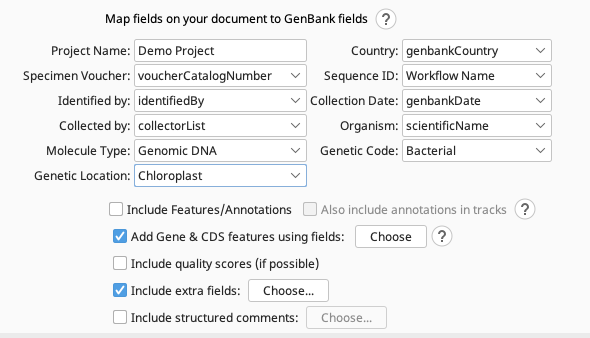 Map fields on your document to GenBank fields ?
Project Name: Demo Project Country: genbankCountry
Specimen Voucher: voucherCatalogNumber Sequence ID: Workflow Name
Identified by: identifiedBy Collection Date: genbankDate
Collected by: collectorList Organism: scientificName
Molecule Type: Genomic DNA Genetic Code: Bacterial
Genetic Location: Chloroplast
Include Features/Annotations Also include annotations in tracks ?
Add Gene & CDS features using fields: Choose ?
Include quality scores (if possible)
Include extra fields: Choose...
Include structured comments: Choose...